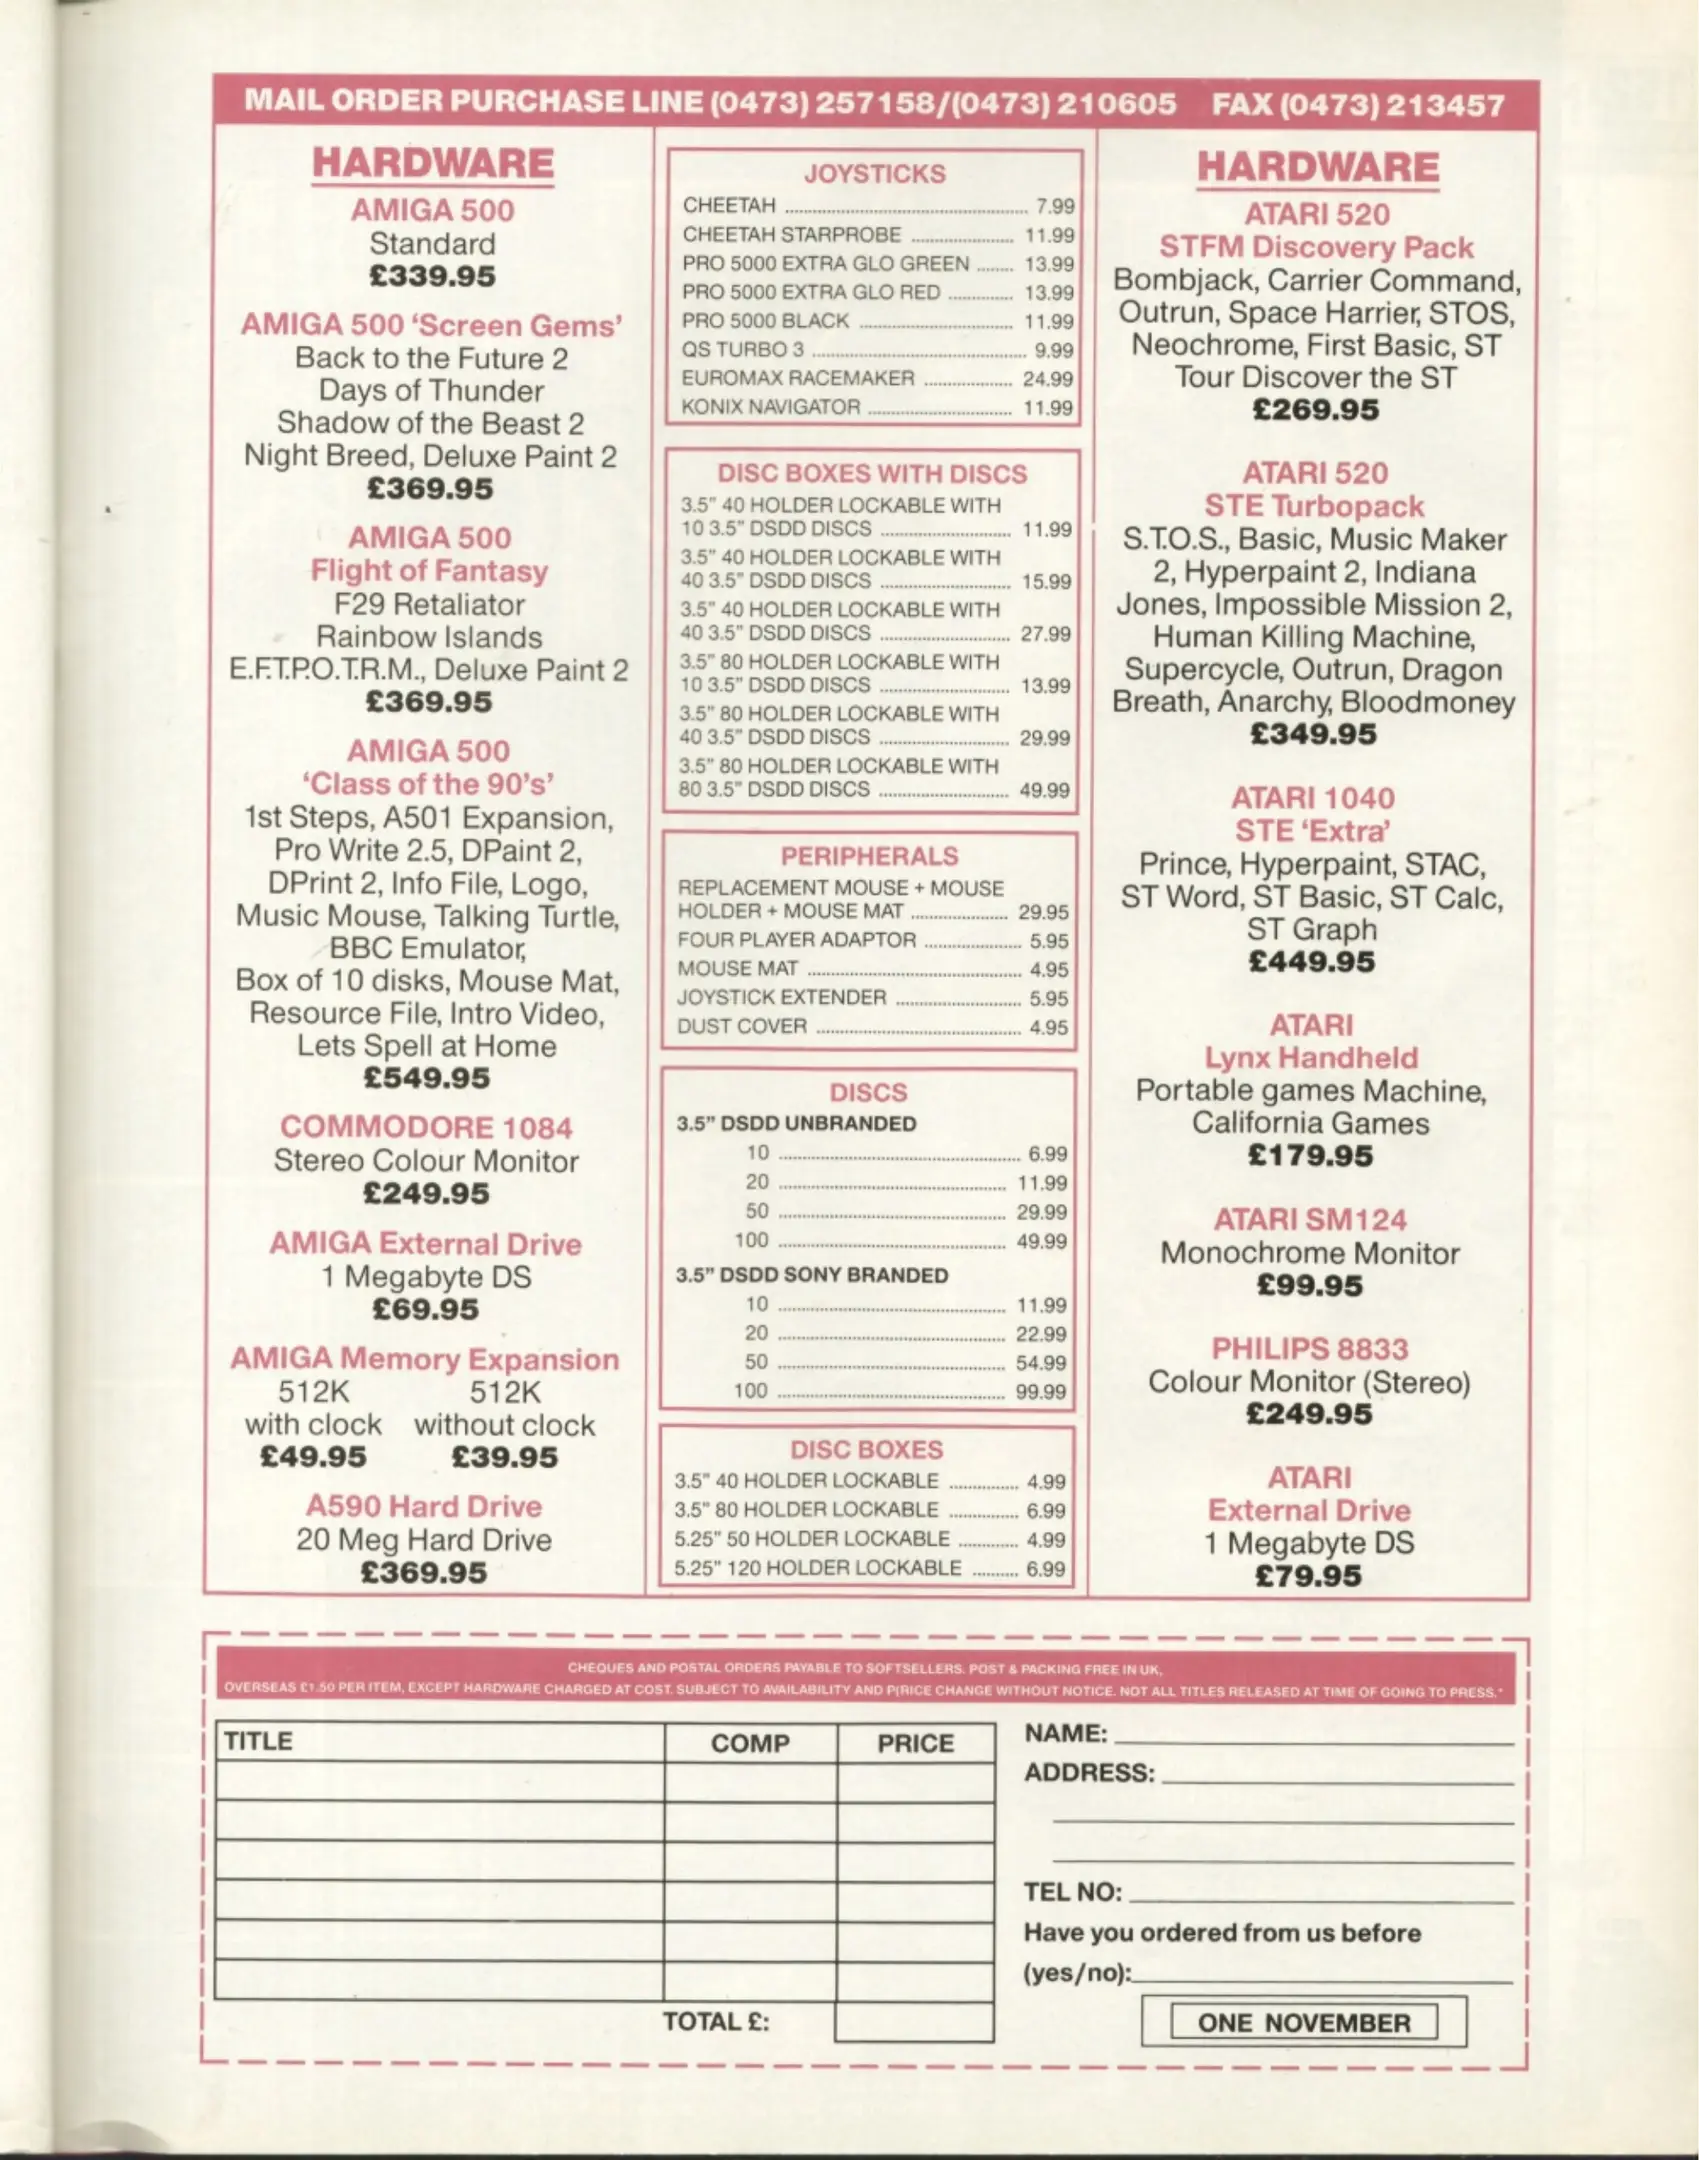 MAIL ORDER PURCHASE LINE (0473) 257158/(0473) 210605 FAX (0473) 213457
HARDWARE
AMIGA 500
Standard
£339.95
AMIGA 500 ‘Screen Gems’
Back to the Future 2
Days of Thunder
Shadow of the Beast 2
Night Breed, Deluxe Paint 2
£369.95
AMIGA 500
Flight of Fantasy
F29 Retaliator
Rainbow Islands
E.F.T.P.O.T.R.M., Deluxe Paint 2
£369.95
AMIGA 500
‘Class of the 90’s’
1st Steps, A501 Expansion,
Pro Write 2.5, DPaint 2,
DPrint 2, Info File, Logo,
Music Mouse, Talking Turtle,
BBC Emulator,
Box of 10 disks, Mouse Mat,
Resource File, Intro Video,
Lets Spell at Home
£549.95
COMMODORE 1084
Stereo Colour Monitor
£249.95
AMIGA External Drive
1 Megabyte DS
£69.95
AMIGA Memory Expansion
512K 512K
with clock without clock
£49.95 £39.95
A590 Hard Drive
20 Meg Hard Drive
£369.95
JOYSTICKS
CHEETAH 7.99
CHEETAH STARPROBE 11.99
PRO 5000 EXTRA GLO GREEN 13.99
PRO 5000 EXTRA GLO RED 13.99
PRO 5000 BLACK 11.99
QS TURBO 3 9.99
EUROMAX RACEMAKER 24.99
KONIX NAVIGATOR 11.99
DISC BOXES WITH DISCS
3.5" 40 HOLDER LOCKABLE WITH
10 3.5" DSDD DISCS 11.99
3.5" 40 HOLDER LOCKABLE WITH
40 3.5" DSDD DISCS 15.99
3.5" 40 HOLDER LOCKABLE WITH
40 3.5" DSDD DISCS 27.99
3.5" 80 HOLDER LOCKABLE WITH
10 3.5" DSDD DISCS 13.99
3.5" 80 HOLDER LOCKABLE WITH
40 3.5" DSDD DISCS 29.99
3.5" 80 HOLDER LOCKABLE WITH
80 3.5" DSDD DISCS 49.99
PERIPHERALS
REPLACEMENT MOUSE + MOUSE
HOLDER + MOUSE MAT 29.95
FOUR PLAYER ADAPTOR 5.95
MOUSE MAT 4.95
JOYSTICK EXTENDER 5.95
DUST COVER 4.95
DISCS
3.5" DSDD UNBRANDED
10 6.99
20 11.99
50 29.99
100 49.99
3.5" DSDD SONY BRANDED
10 11.99
20 22.99
50 54.99
100 99.99
DISC BOXES
3.5" 40 HOLDER LOCKABLE 4.99
3.5" 80 HOLDER LOCKABLE 6.99
5.25" 50 HOLDER LOCKABLE 4.99
5.25" 120 HOLDER LOCKABLE 6.99
HARDWARE
ATARI 520
STFM Discovery Pack
Bombjack, Carrier Command,
Outrun, Space Harrier, STOS,
Neochrome, First Basic, ST
Tour Discover the ST
£269.95
ATARI 520
STE Turbopack
S.T.O.S., Basic, Music Maker
2, Hyperpaint 2, Indiana
Jones, Impossible Mission 2,
Human Killing Machine,
Supercycle, Outrun, Dragon
Breath, Anarchy, Bloodmoney
£349.95
ATARI 1040
STE ‘Extra’
Prince, Hyperpaint, STAC,
ST Word, ST Basic, ST Calc,
ST Graph
£449.95
ATARI
Lynx Handheld
Portable games Machine,
California Games
£179.95
ATARI SM124
Monochrome Monitor
£99.95
PHILIPS 8833
Colour Monitor (Stereo)
£249.95
ATARI
External Drive
1 Megabyte DS
£79.95
CHEQUES AND POSTAL ORDERS PAYABLE TO SOFTSELLERS. POST & PACKING FREE IN UK,
OVERSEAS £1.50 PER ITEM, EXCEPT HARDWARE CHARGED AT COST. SUBJECT TO AVAILABILITY AND P(RICE CHANGE WITHOUT NOTICE. NOT ALL TITLES RELEASED AT TIME OF GOING TO PRESS.*
TITLE COMP PRICE
TOTAL £:
NAME:
ADDRESS:
TEL NO:
Have you ordered from us before
(yes/no):
ONE NOVEMBER